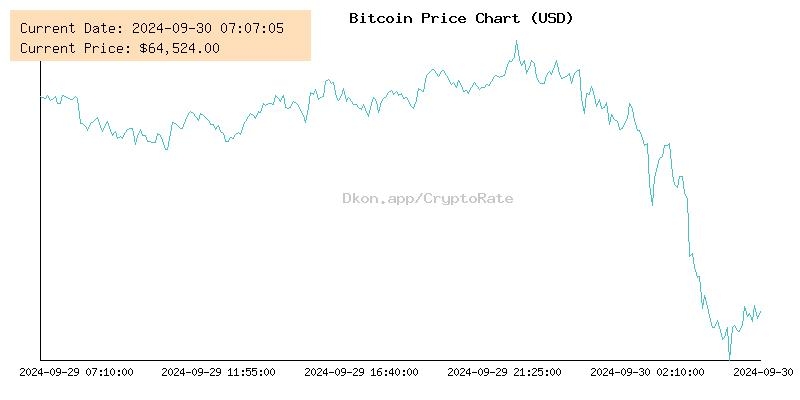 Bitcoin Price Chart (USD)
Current Date: 2024-09-30 07:07:05
Current Price: $64,524.00
Dkon.app/CryptoRate
2024-09-29 07:10:00 2024-09-29 11:55:00 2024-09-29 16:40:00 2024-09-29 21:25:00 2024-09-30 02:10:00 2024-09-30